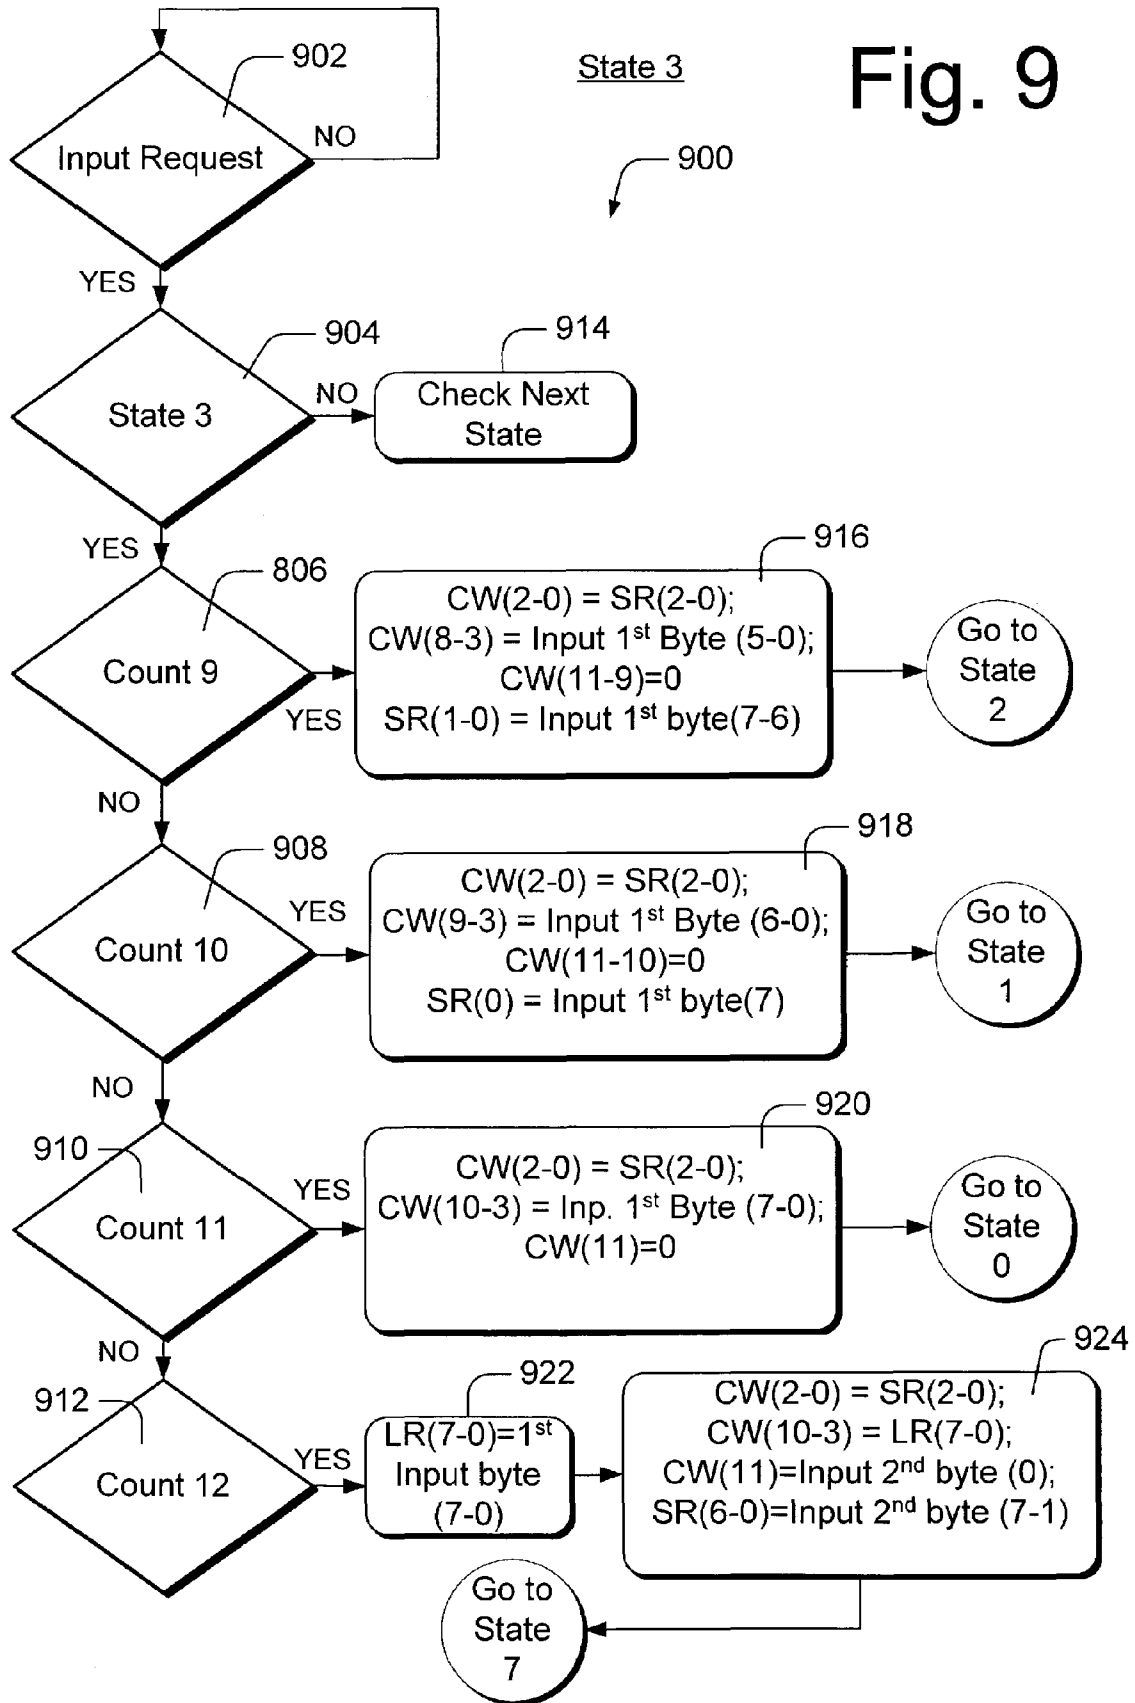 902
State 3
Fig. 9
Input Request
NO
900
YES
904
914
State 3
NO
Check Next
State
YES
806
916
Count 9
YES
CW(2-0) = SR(2-0);
CW(8-3) = Input 1st Byte (5-0);
CW(11-9)=0
SR(1-0) = Input 1st byte(7-6)
Go to
State
2
NO
908
918
Count 10
YES
CW(2-0) = SR(2-0);
CW(9-3) = Input 1st Byte (6-0);
CW(11-10)=0
SR(0) = Input 1st byte(7)
Go to
State
1
NO
910
920
Count 11
YES
CW(2-0) = SR(2-0);
CW(10-3) = Inp. 1st Byte (7-0);
CW(11)=0
Go to
State
0
NO
912
922
924
Count 12
YES
LR(7-0)=1st
Input byte
(7-0)
CW(2-0) = SR(2-0);
CW(10-3) = LR(7-0);
CW(11)=Input 2nd byte (0);
SR(6-0)=Input 2nd byte (7-1)
Go to
State
7